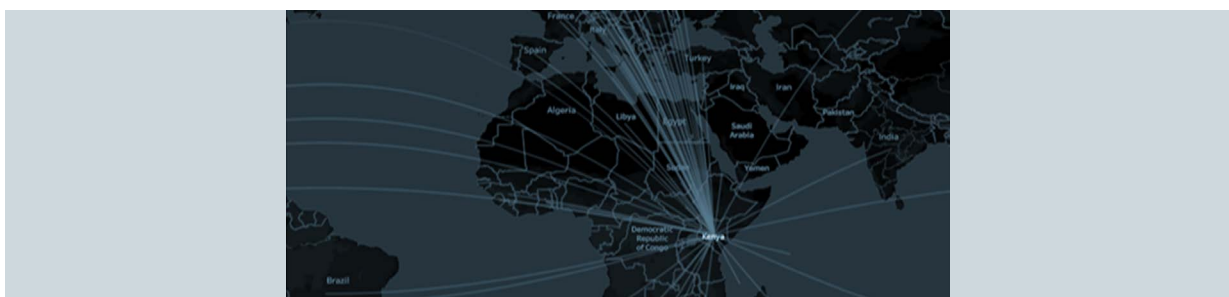 France
Italy
Spain
Turkey
Iraq
Iran
Algeria
Libya
Egypt
Pakistan
Saudi
Arabia
India
Sudan
Yemen
Democratic
Republic
of Congo
Kenya
Brazil